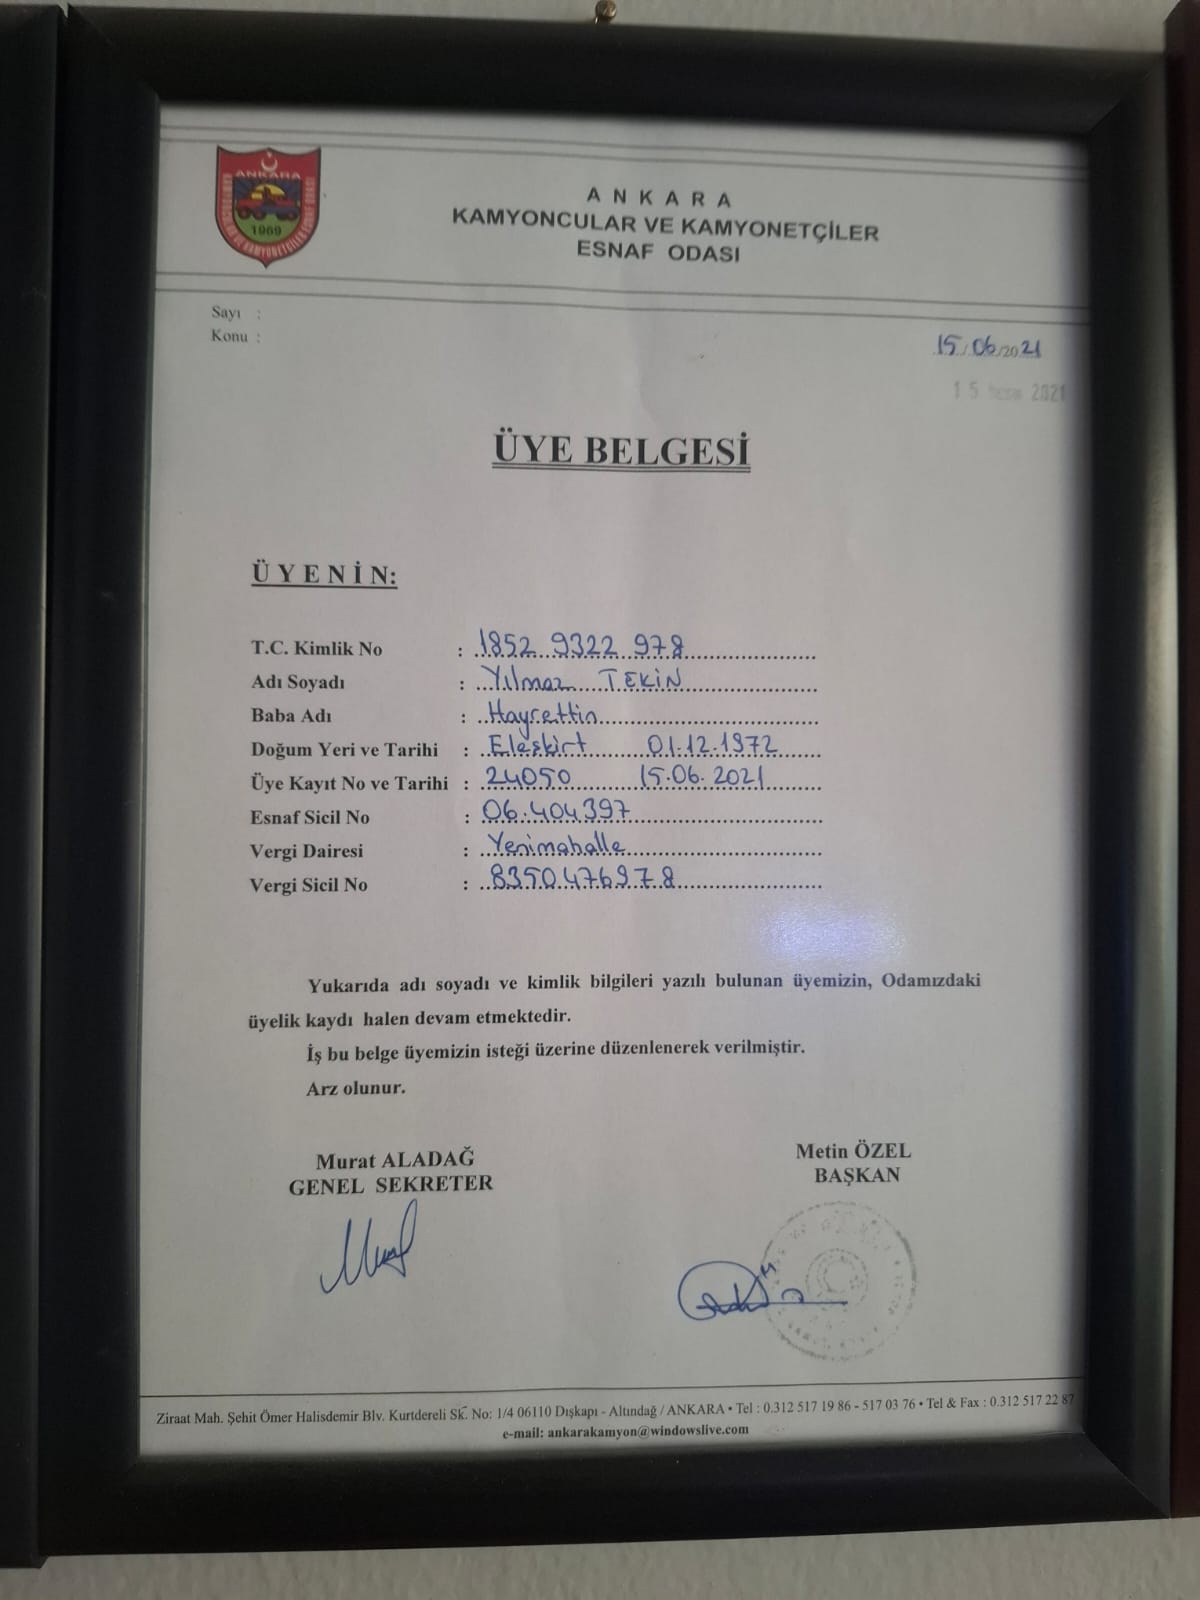 ANKARA
KAMYONCULAR VE KAMYONETÇİLER ESNAF ODASI
1969
A N K A R A
KAMYONCULAR VE KAMYONETÇİLER
ESNAF ODASI
Sayı :
Konu :
15/06/2021
15 2021
ÜYE BELGESİ
Ü Y E N İ N:
T.C. Kimlik No : 1852 9322 978
Adı Soyadı : Yılmaz TEKİN
Baba Adı : Hayrettin
Doğum Yeri ve Tarihi : Eleşkirt 01.12.1972
Üye Kayıt No ve Tarihi : 24050 15.06.2021
Esnaf Sicil No : 06.404397
Vergi Dairesi : Yenimahalle
Vergi Sicil No : 8350476978
Yukarıda adı soyadı ve kimlik bilgileri yazılı bulunan üyemizin, Odamızdaki
üyelik kaydı halen devam etmektedir.
İş bu belge üyemizin isteği üzerine düzenlenerek verilmiştir.
Arz olunur.
Murat ALADAĞ
GENEL SEKRETER
Metin ÖZEL
BAŞKAN
Ziraat Mah. Şehit Ömer Halisdemir Blv. Kurtdereli Sk. No: 1/4 06110 Dışkapı - Altındağ / ANKARA • Tel : 0.312 517 19 86 - 517 03 76 • Tel & Fax : 0.312 517 22 87
e-mail: ankarakamyon@windowslive.com